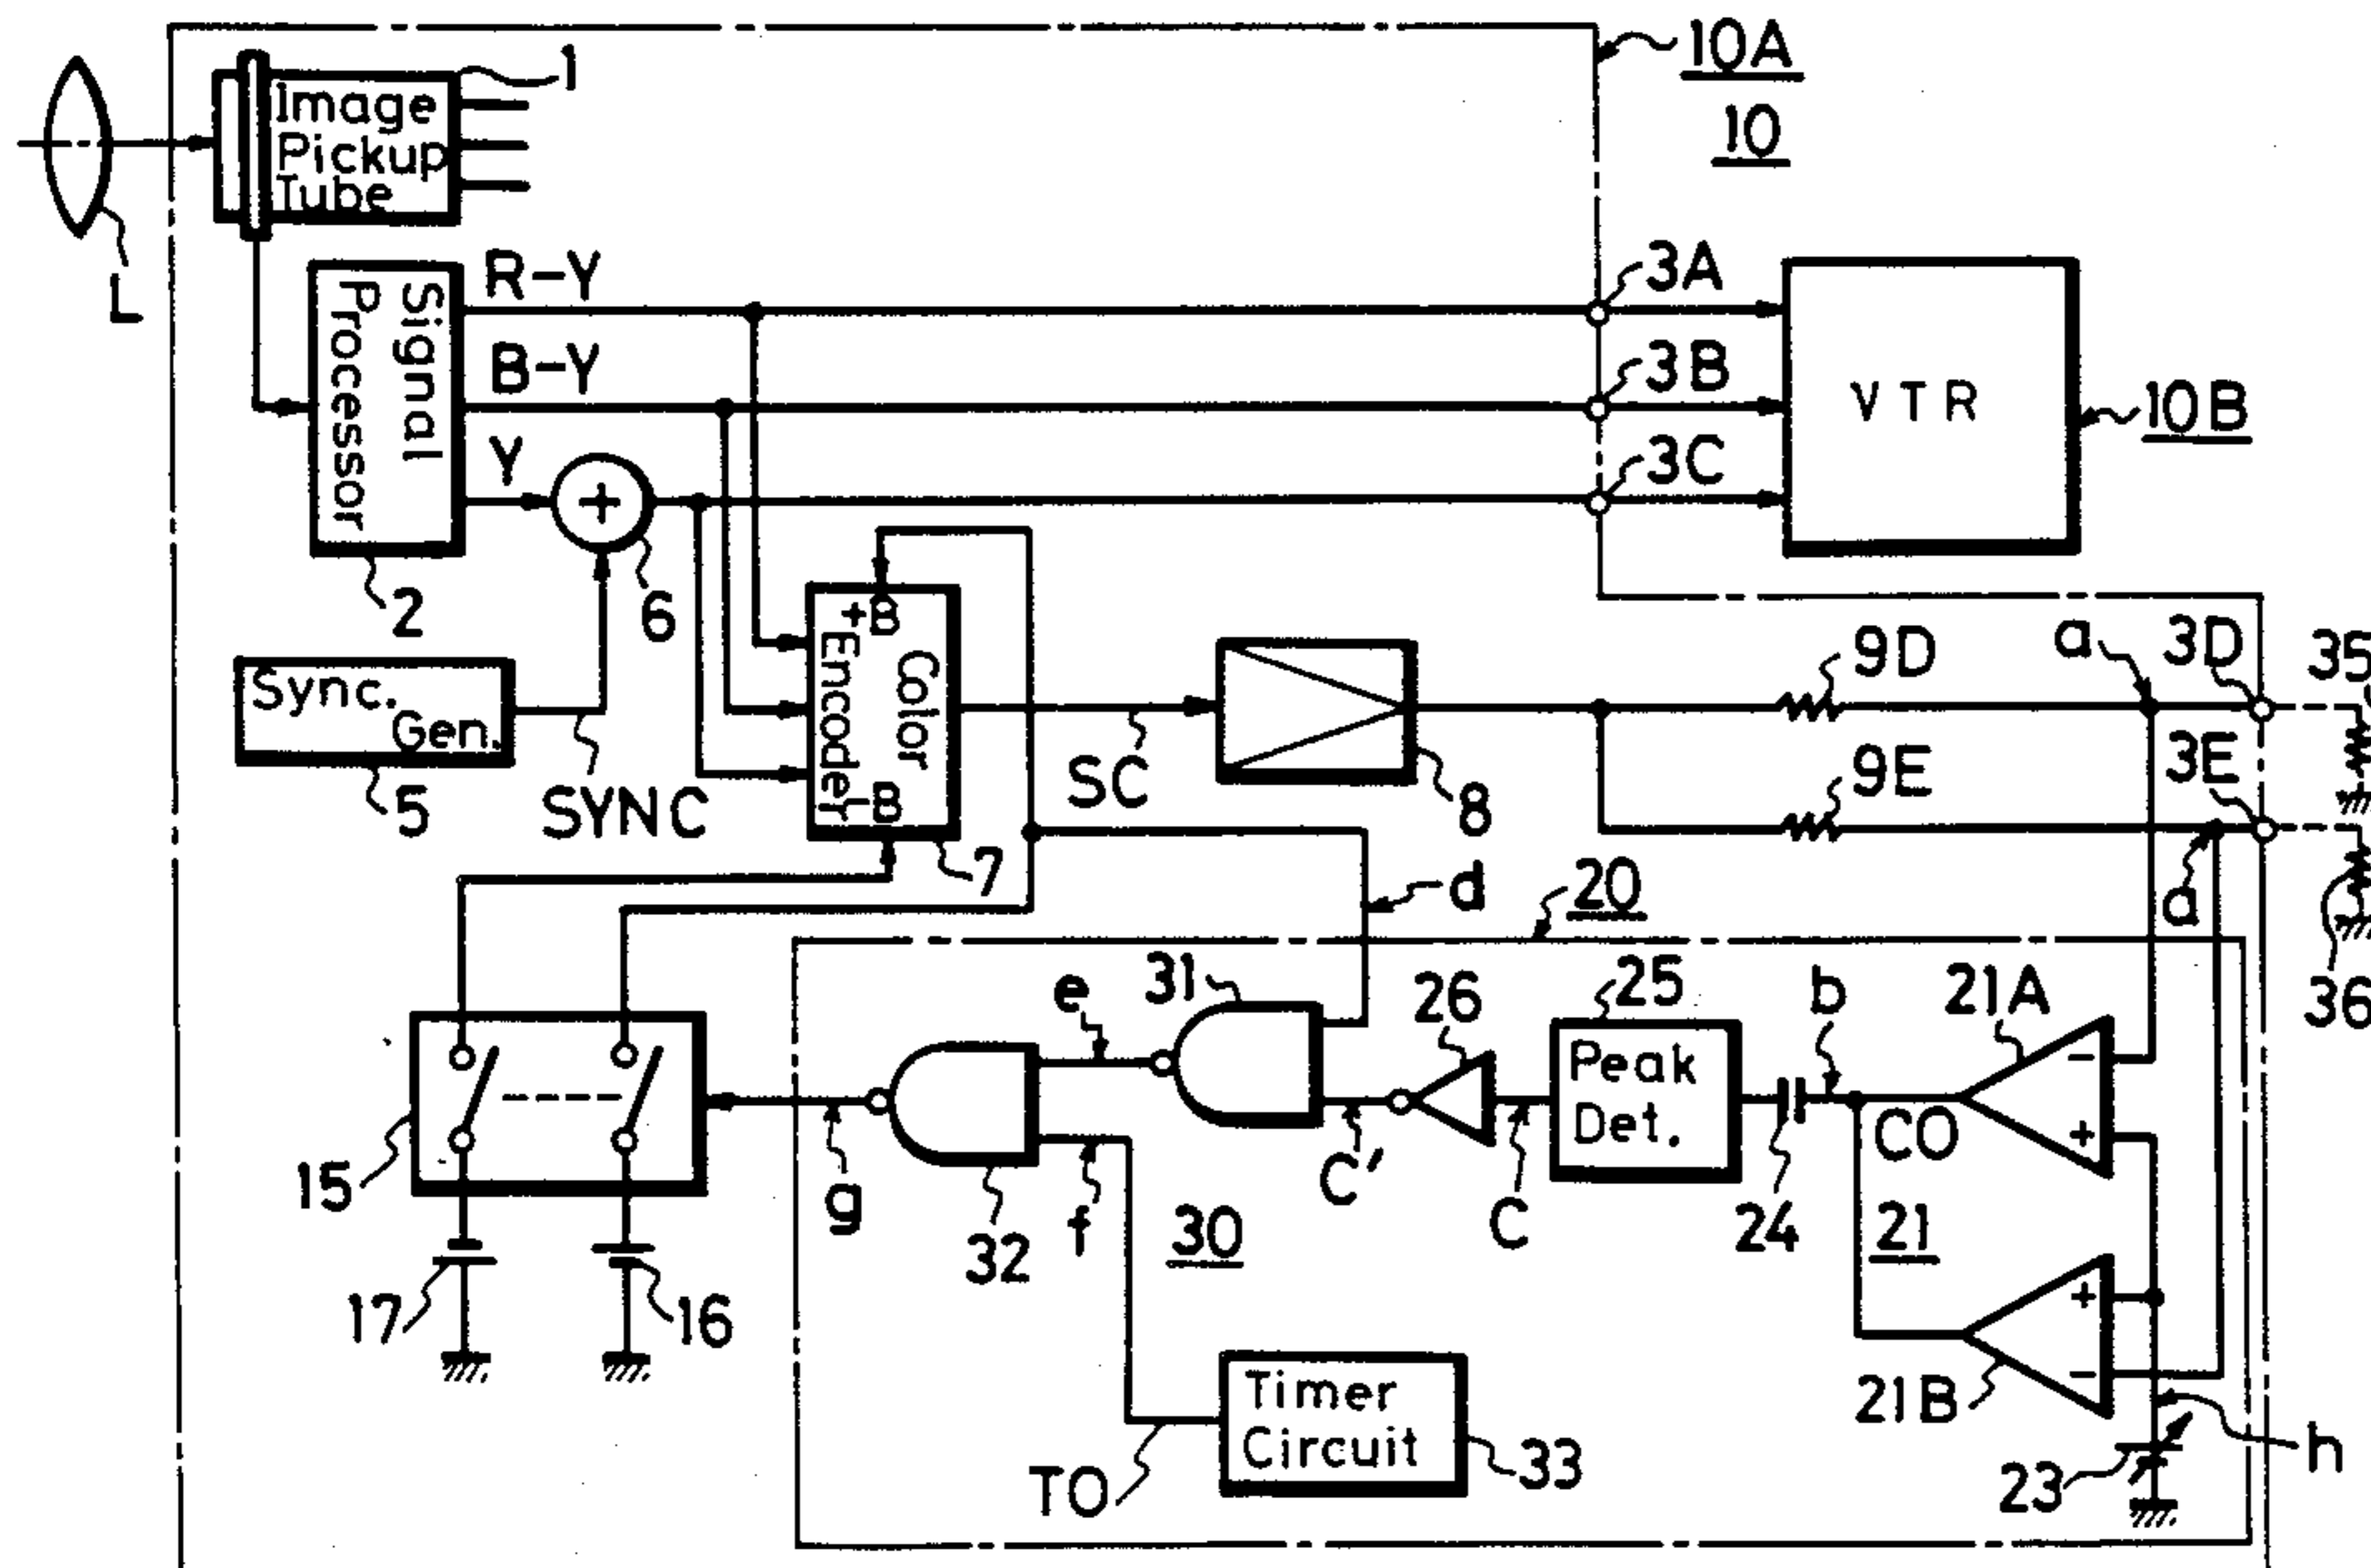 10A
10
1
Image
Pickup
Tube
L
Signal
Processor
2
R-Y
B-Y
Y
3A
3B
3C
VTR
10B
6
Sync.
Gen.
5
SYNC
+B
Color
Encoder
-B
7
SC
8
9D
9E
a
3D
3E
35
a
36
d
20
e
31
26
C'
C
25
Peak
Det.
24
b
CO
21A
-
+
21
21B
+
-
23
h
15
17
16
g
32
f
30
Timer
Circuit
33
TO